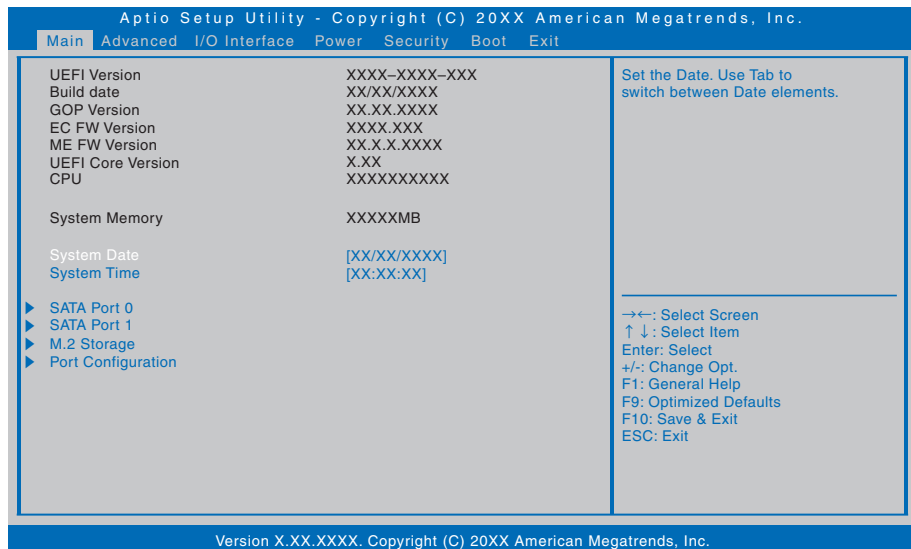 Aptio Setup Utility - Copyright (C) 20XX American Megatrends, Inc.
Main Advanced I/O Interface Power Security Boot Exit
UEFI Version XXXX–XXXX–XXX
Build date XX/XX/XXXX
GOP Version XX.XX.XXXX
EC FW Version XXXX.XXX
ME FW Version XX.X.X.XXXX
UEFI Core Version X.XX
CPU XXXXXXXXXX
System Memory XXXXXMB
System Date [XX/XX/XXXX]
System Time [XX:XX:XX]
SATA Port 0
SATA Port 1
M.2 Storage
Port Configuration
Set the Date. Use Tab to
switch between Date elements.
→←: Select Screen
↑↓: Select Item
Enter: Select
+/-: Change Opt.
F1: General Help
F9: Optimized Defaults
F10: Save & Exit
ESC: Exit
Version X.XX.XXXX. Copyright (C) 20XX American Megatrends, Inc.